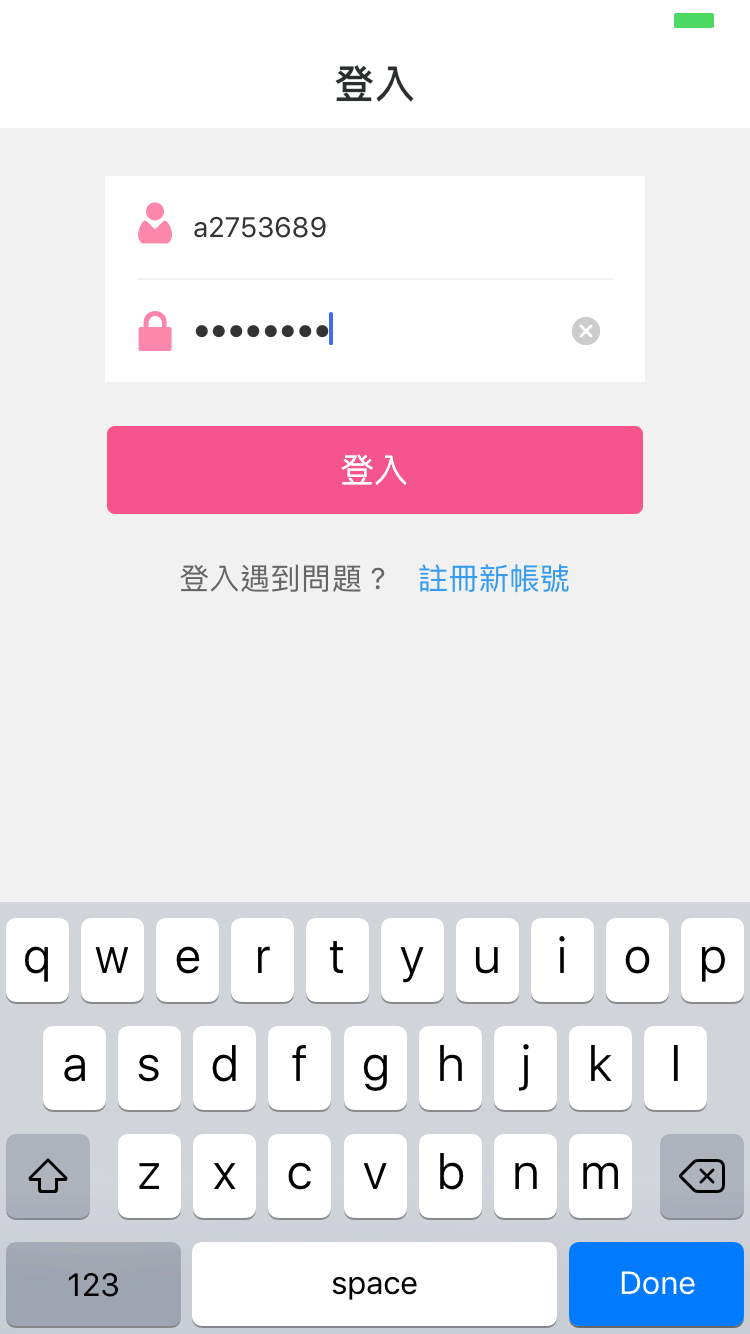 登入
a2753689
••••••••
登入
登入遇到問題？ 註冊新帳號
q w e r t y u i o p
a s d f g h j k l
z x c v b n m
123 space Done